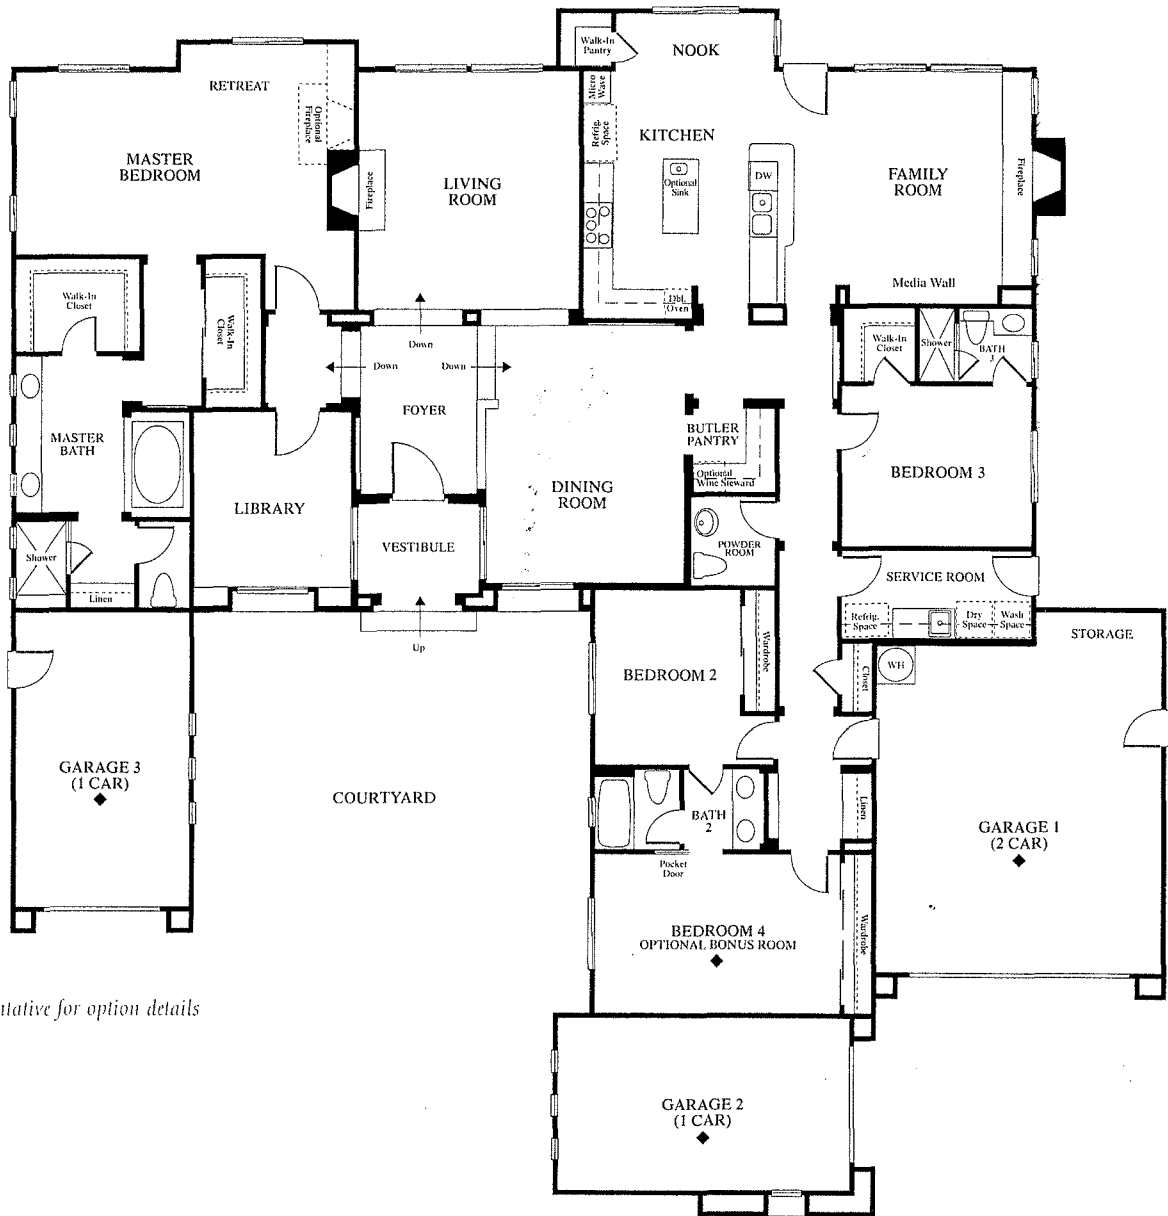 Walk-In
Pantry
NOOK
RETREAT
Micro
Wave
Optional
Fireplace
Refrig.
Space
KITCHEN
MASTER
BEDROOM
LIVING
ROOM
Fireplace
Optional
Sink
DW
FAMILY
ROOM
Fireplace
Media Wall
Walk-In
Closet
Walk-In
Closet
Dbl.
Oven
Down
Down
Down
FOYER
Walk-In
Closet
Shower
BATH
3
MASTER
BATH
BUTLER
PANTRY
Optional
Wine Steward
BEDROOM 3
LIBRARY
DINING
ROOM
VESTIBULE
POWDER
ROOM
Shower
Linen
SERVICE ROOM
Refrig.
Space
Dry
Space
Wash
Space
Up
STORAGE
BEDROOM 2
Wardrobe
Closet
WH
GARAGE 3
(1 CAR)
COURTYARD
BATH
2
Linen
Pocket
Door
GARAGE 1
(2 CAR)
BEDROOM 4
OPTIONAL BONUS ROOM
Wardrobe
ntative for option details
GARAGE 2
(1 CAR)